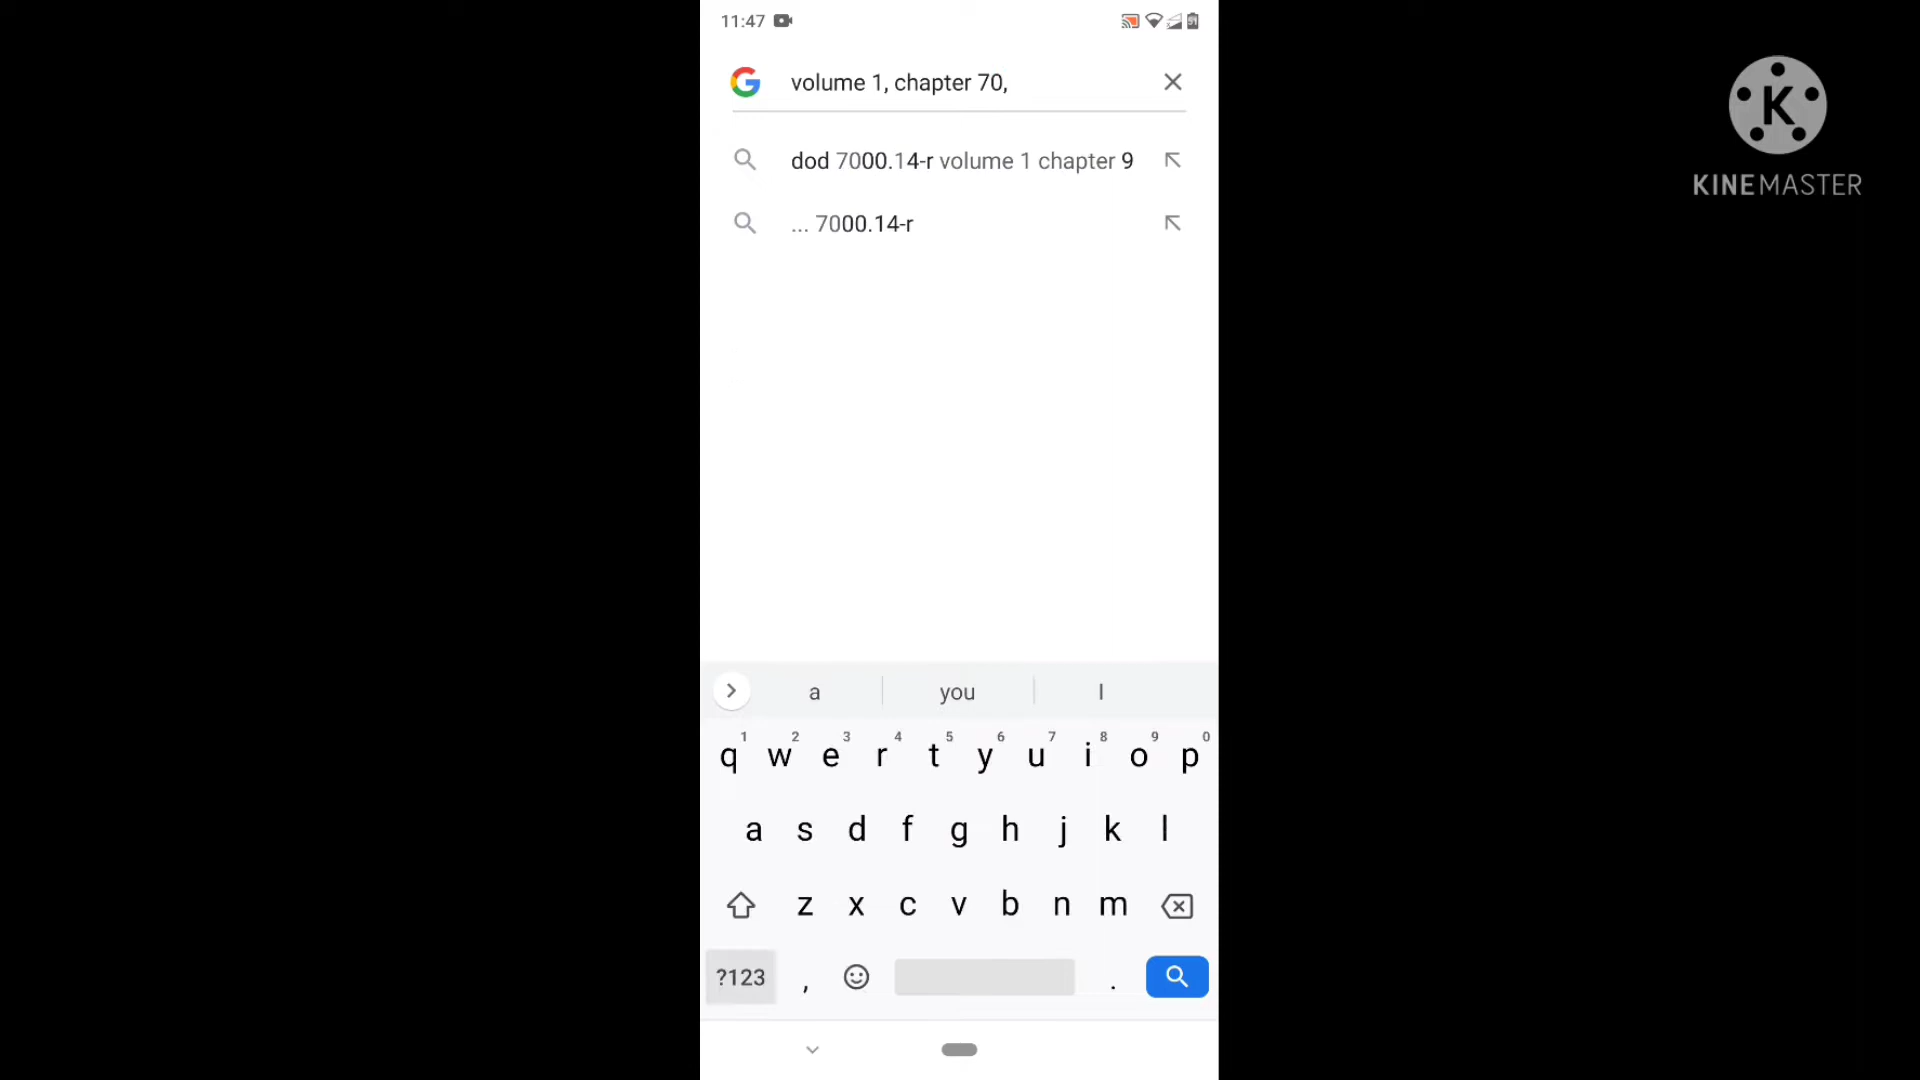 11:47
91
volume 1, chapter 70,
dod 7000.14-r volume 1 chapter 9
... 7000.14-r
K
KINEMASTER
a you I
1 2 3 4 5 6 7 8 9 0
q w e r t y u i o p
a s d f g h j k l
z x c v b n m
?123 , .